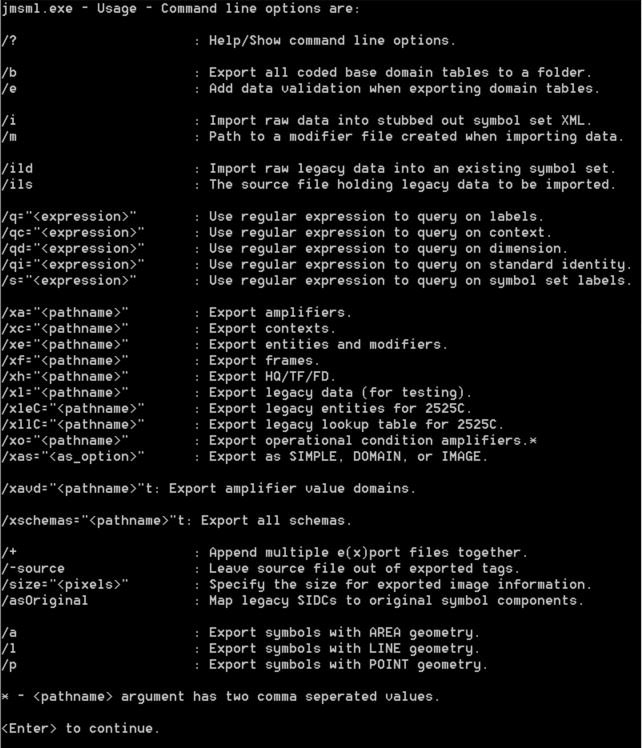 jmsml.exe - Usage - Command line options are:
/? : Help/Show command line options.
/b : Export all coded base domain tables to a folder.
/e : Add data validation when exporting domain tables.
/i : Import raw data into stubbed out symbol set XML.
/m : Path to a modifier file created when importing data.
/ild : Import raw legacy data into an existing symbol set.
/ils : The source file holding legacy data to be imported.
/q="<expression>" : Use regular expression to query on labels.
/qc="<expression>" : Use regular expression to query on context.
/qd="<expression>" : Use regular expression to query on dimension.
/qi="<expression>" : Use regular expression to query on standard identity.
/s="<expression>" : Use regular expression to query on symbol set labels.
/xa="<pathname>" : Export amplifiers.
/xc="<pathname>" : Export contexts.
/xe="<pathname>" : Export entities and modifiers.
/xf="<pathname>" : Export frames.
/xh="<pathname>" : Export HQ/TF/FD.
/xl="<pathname>" : Export legacy data (for testing).
/xleC="<pathname>" : Export legacy entities for 2525C.
/xllC="<pathname>" : Export legacy lookup table for 2525C.
/xo="<pathname>" : Export operational condition amplifiers.*
/xas="<as_option>" : Export as SIMPLE, DOMAIN, or IMAGE.
/xavd="<pathname>"t: Export amplifier value domains.
/xschemas="<pathname>"t: Export all schemas.
/+ : Append multiple e(x)port files together.
/-source : Leave source file out of exported tags.
/size="<pixels>" : Specify the size for exported image information.
/asOriginal : Map legacy SIDCs to original symbol components.
/a : Export symbols with AREA geometry.
/l : Export symbols with LINE geometry.
/p : Export symbols with POINT geometry.
* - <pathname> argument has two comma seperated values.
<Enter> to continue.